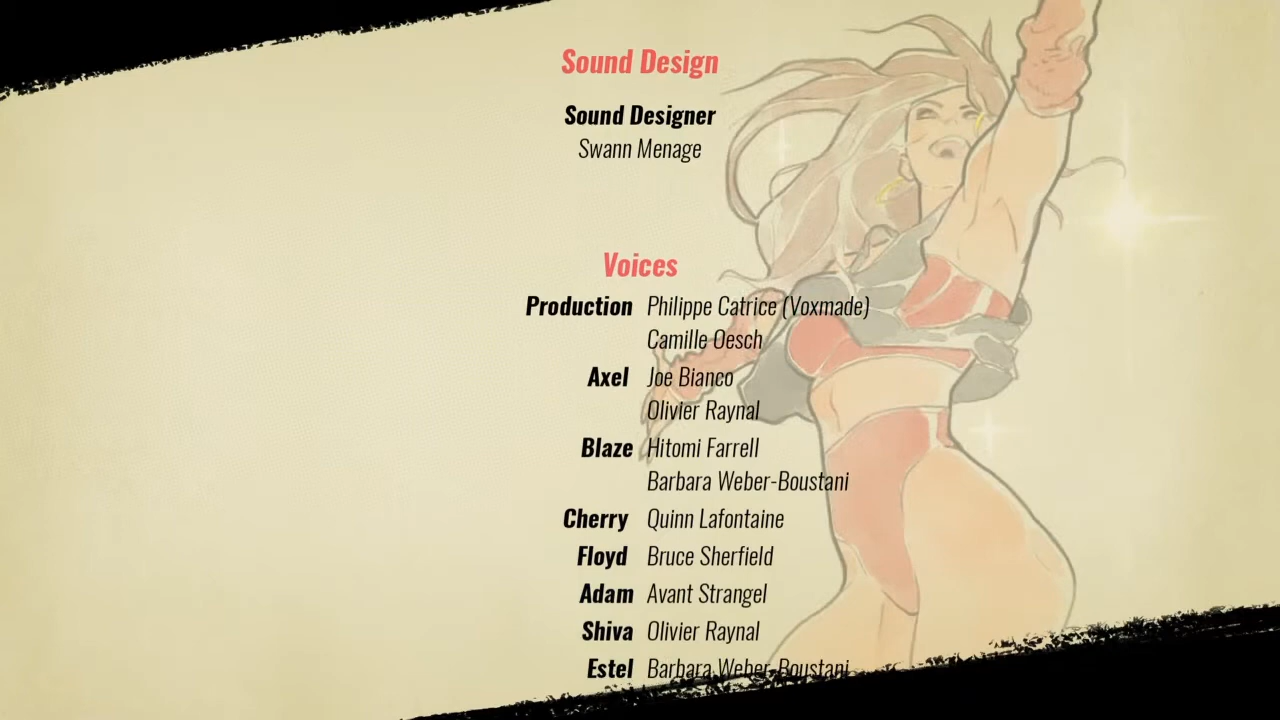 Sound Design
Sound Designer
Swann Menage
Voices
Production Philippe Catrice (Voxmade)
Camille Oesch
Axel Joe Bianco
Olivier Raynal
Blaze Hitomi Farrell
Barbara Weber-Boustani
Cherry Quinn Lafontaine
Floyd Bruce Sherfield
Adam Avant Strangel
Shiva Olivier Raynal
Estel Barbara Weber-Boustani